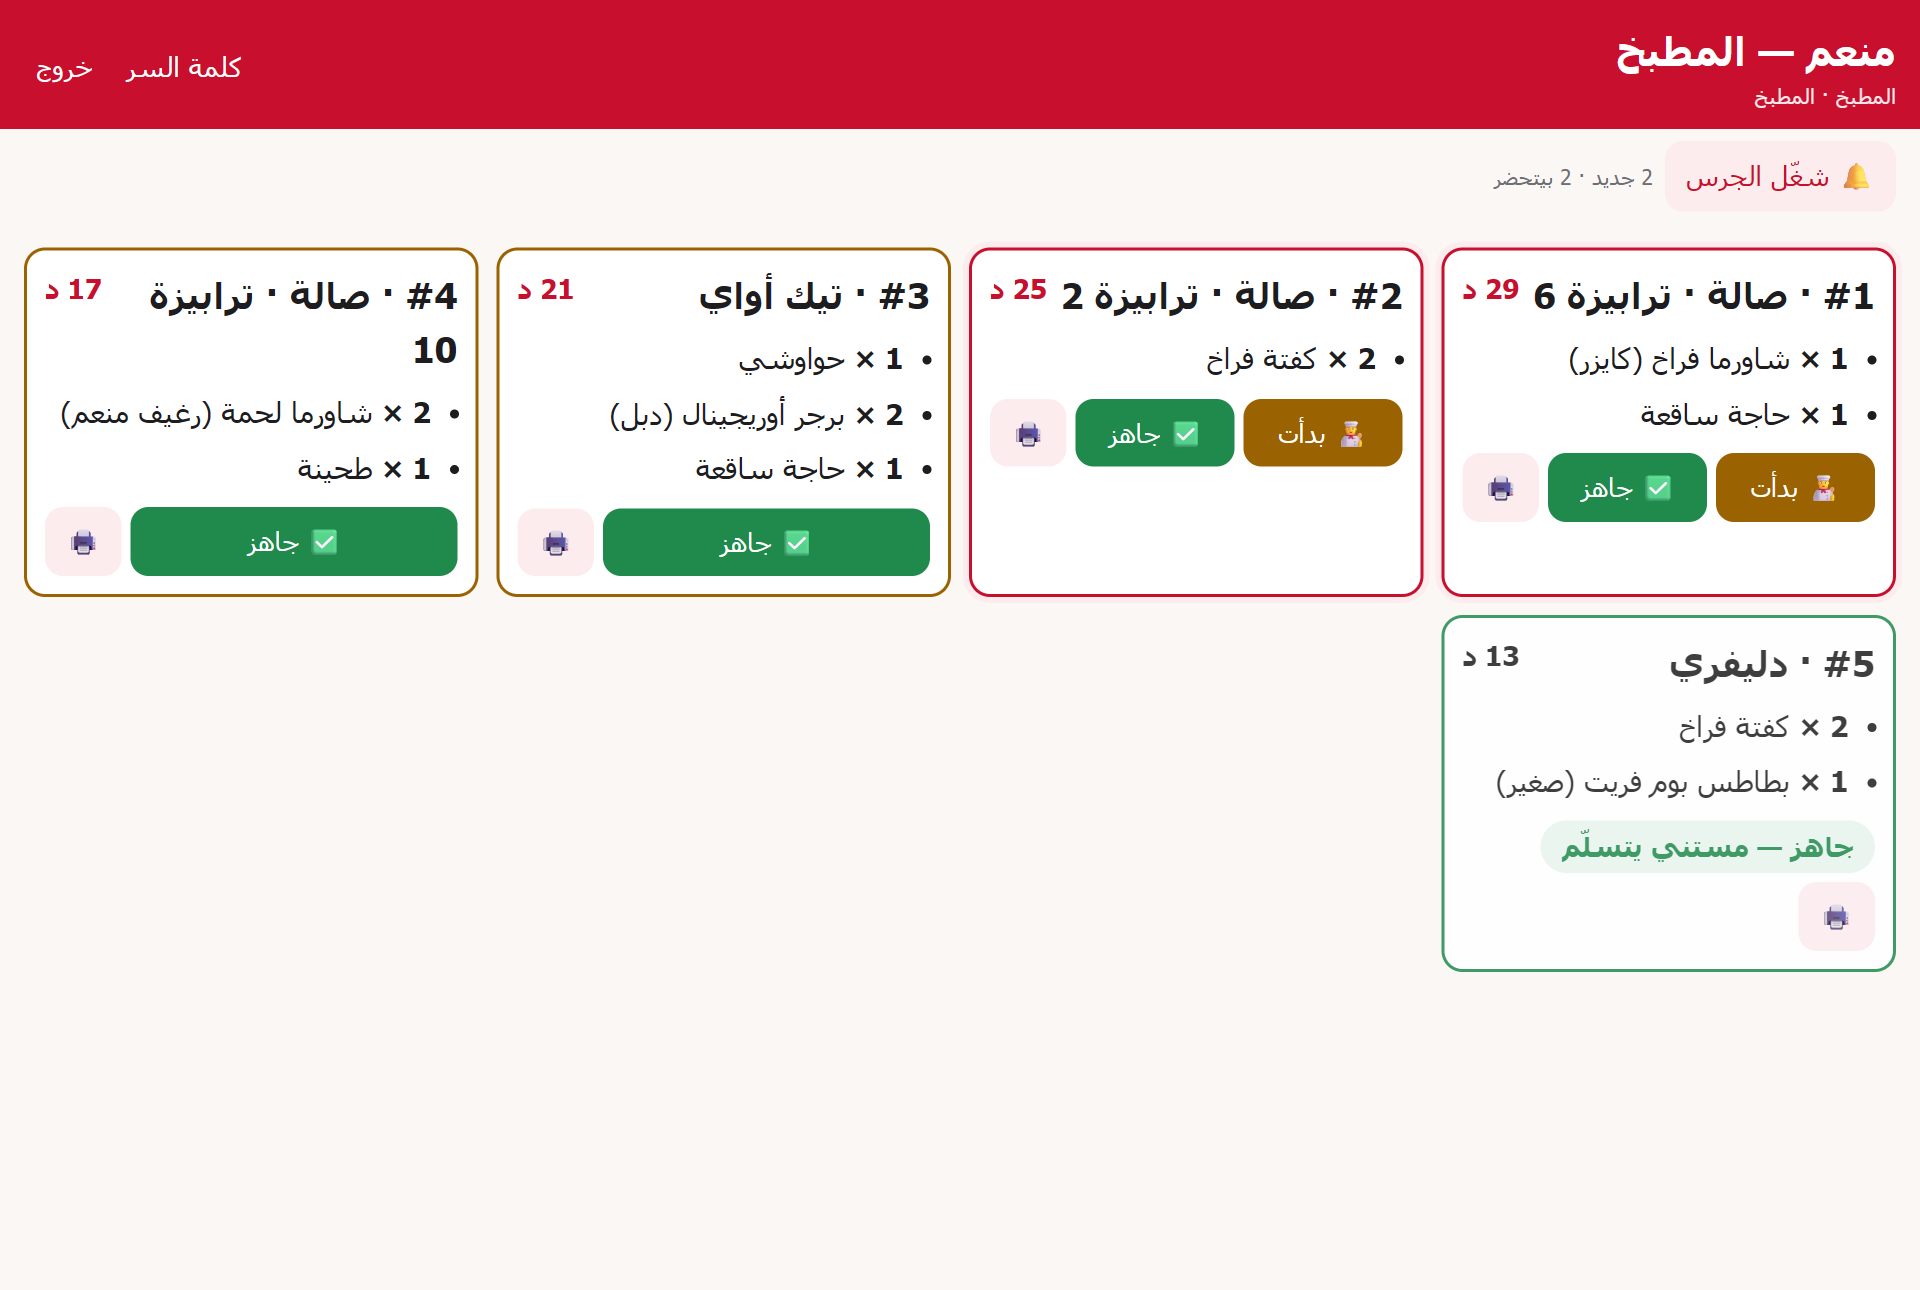 منعم — المطبخ
المطبخ · المطبخ
كلمة السر
خروج
شغّل الجرس
2 جديد · 2 بيتحضر
#1 · صالة · ترابيزة 6
29 د
1 × شاورما فراخ (كايزر)
1 × حاجة ساقعة
بدأت
جاهز
#2 · صالة · ترابيزة 2
25 د
2 × كفتة فراخ
بدأت
جاهز
#3 · تيك أواي
21 د
1 × حواوشي
2 × برجر أوريجينال (دبل)
1 × حاجة ساقعة
جاهز
#4 · صالة · ترابيزة
10
17 د
2 × شاورما لحمة (رغيف منعم)
1 × طحينة
جاهز
#5 · دليفري
13 د
2 × كفتة فراخ
1 × بطاطس بوم فريت (صغير)
جاهز — مستني يتسلّم